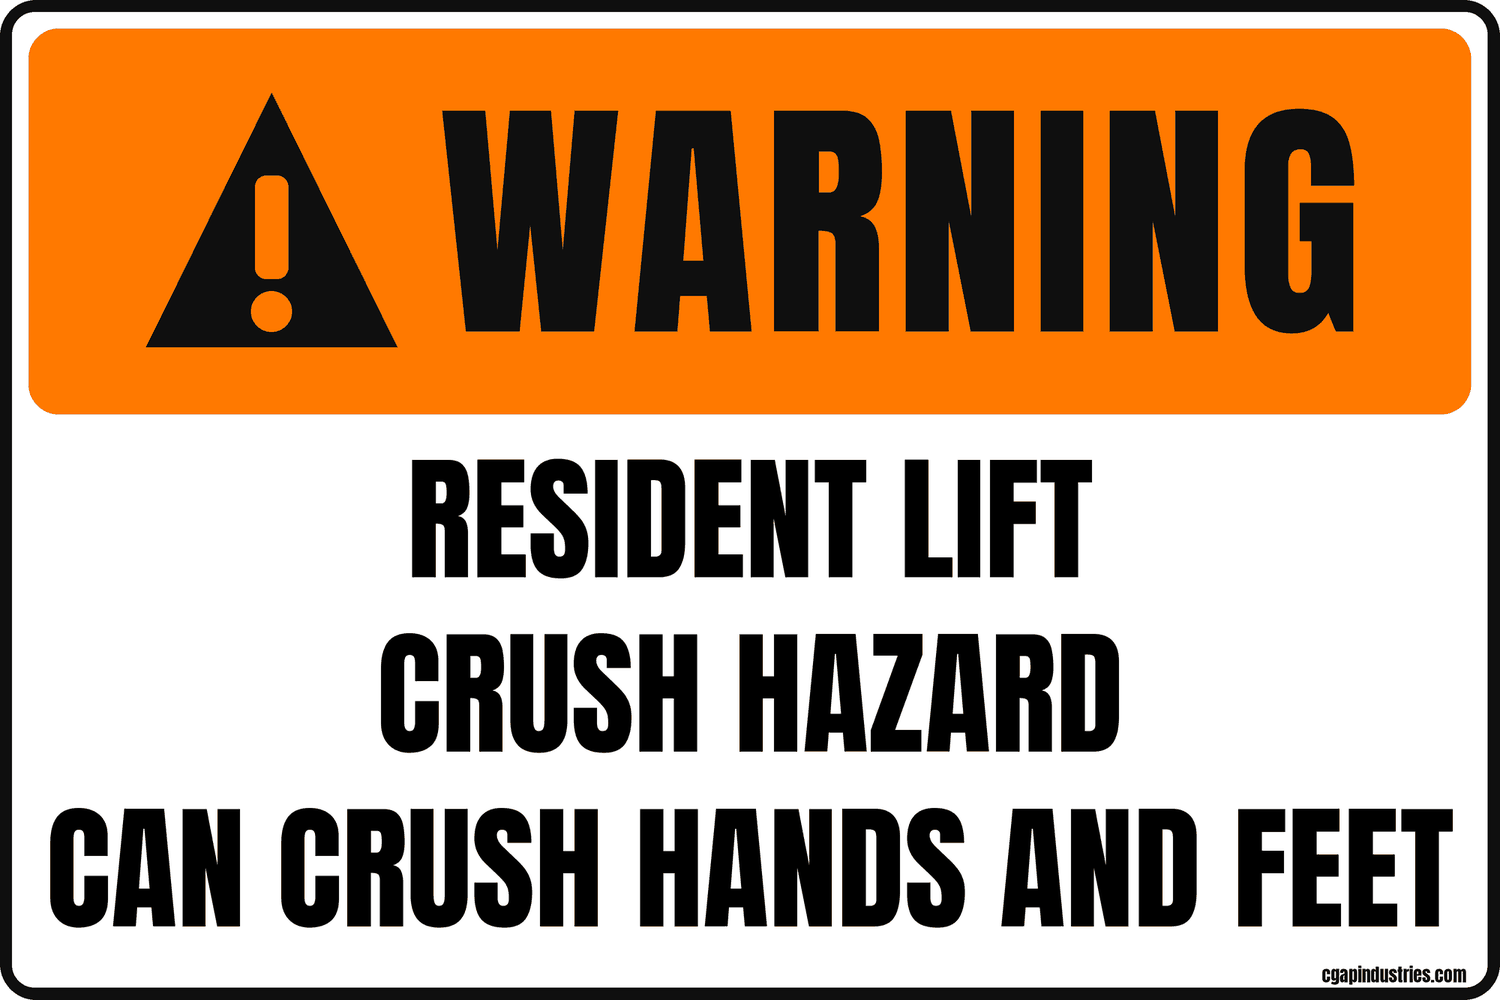 WARNING
RESIDENT LIFT
CRUSH HAZARD
CAN CRUSH HANDS AND FEET
cgapindustries.com